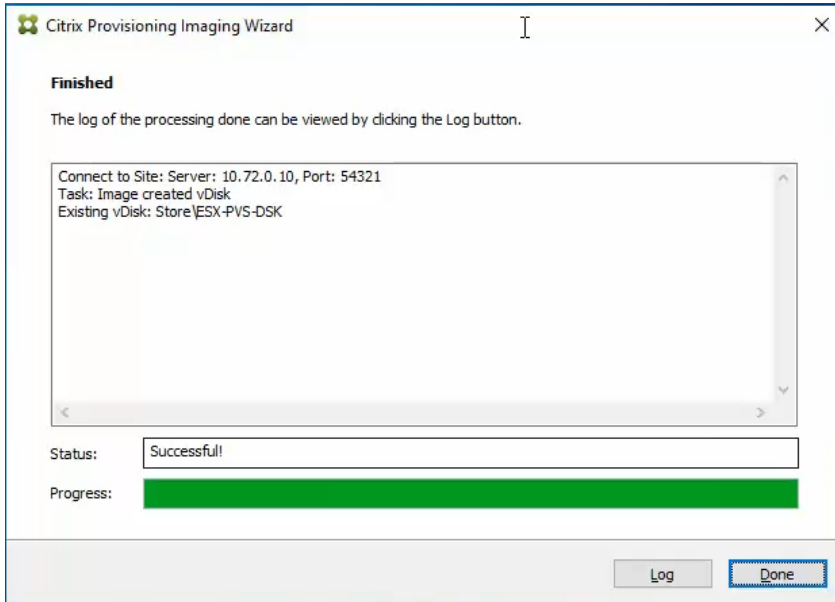 Citrix Provisioning Imaging Wizard
Finished
The log of the processing done can be viewed by clicking the Log button.
Connect to Site: Server: 10.72.0.10, Port: 54321
Task: Image created vDisk
Existing vDisk: Store\ESX-PVS-DSK
Status: Successful!
Progress:
Log Done